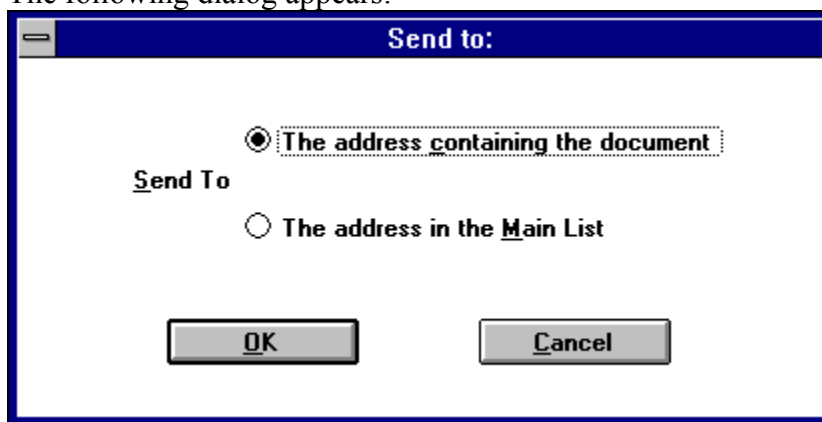 The following dialog appears:
Send to:
The address containing the document
Send To
The address in the Main List
OK
Cancel